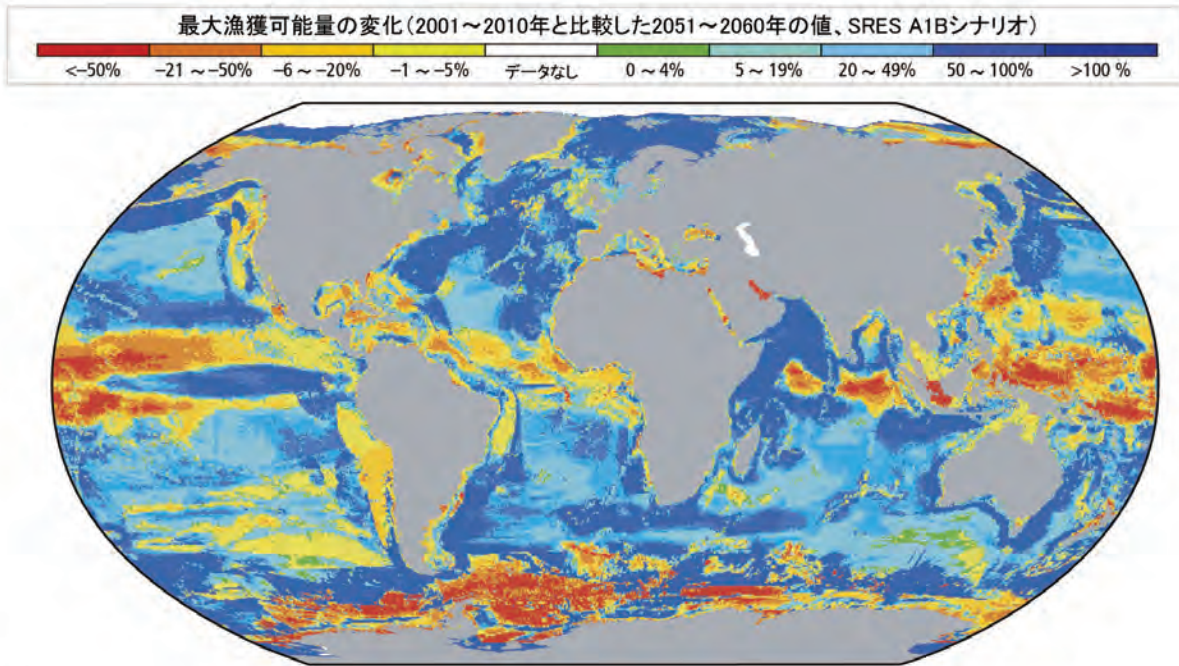 最大漁獲可能量の変化（2001～2010年と比較した2051～2060年の値、SRES A1Bシナリオ）
<−50% −21 ～−50% −6 ～ −20% −1 ～ −5% データなし 0 ～ 4% 5 ～ 19% 20 ～ 49% 50 ～ 100% >100 %